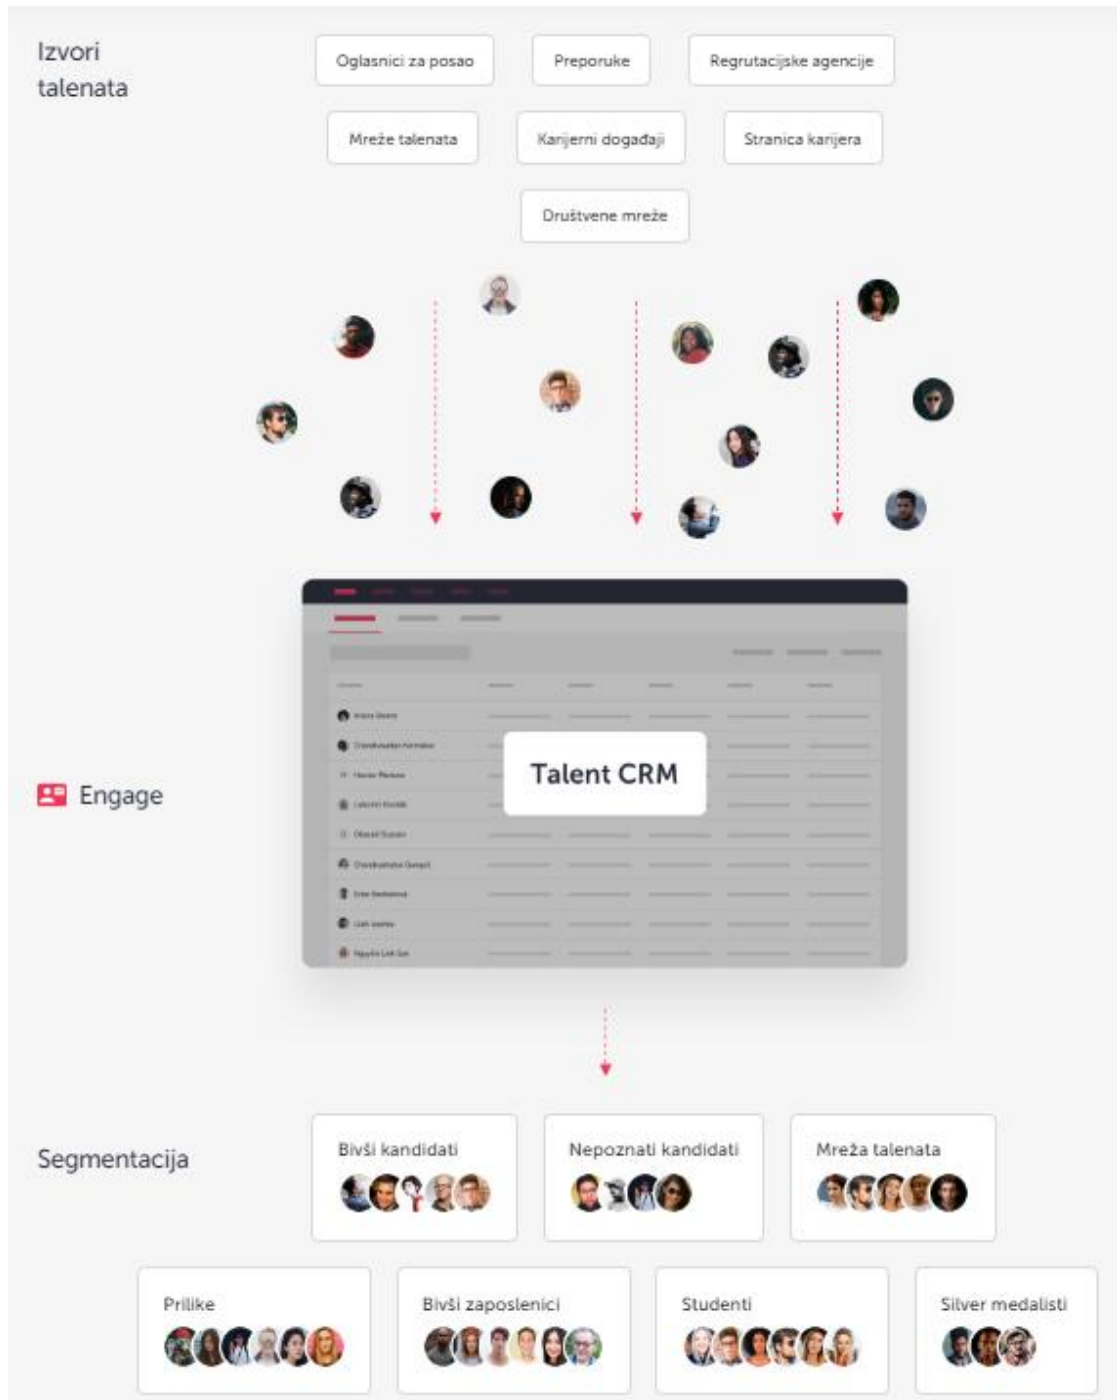 Izvori
talenata
Oglasnici za posao
Preporuke
Regrutacijske agencije
Mreže talenata
Karijerni događaji
Stranica karijera
Društvene mreže
Talent CRM
Engage
Segmentacija
Bivši kandidati
Nepoznati kandidati
Mreža talenata
Prilike
Bivši zaposlenici
Studenti
Silver medalisti